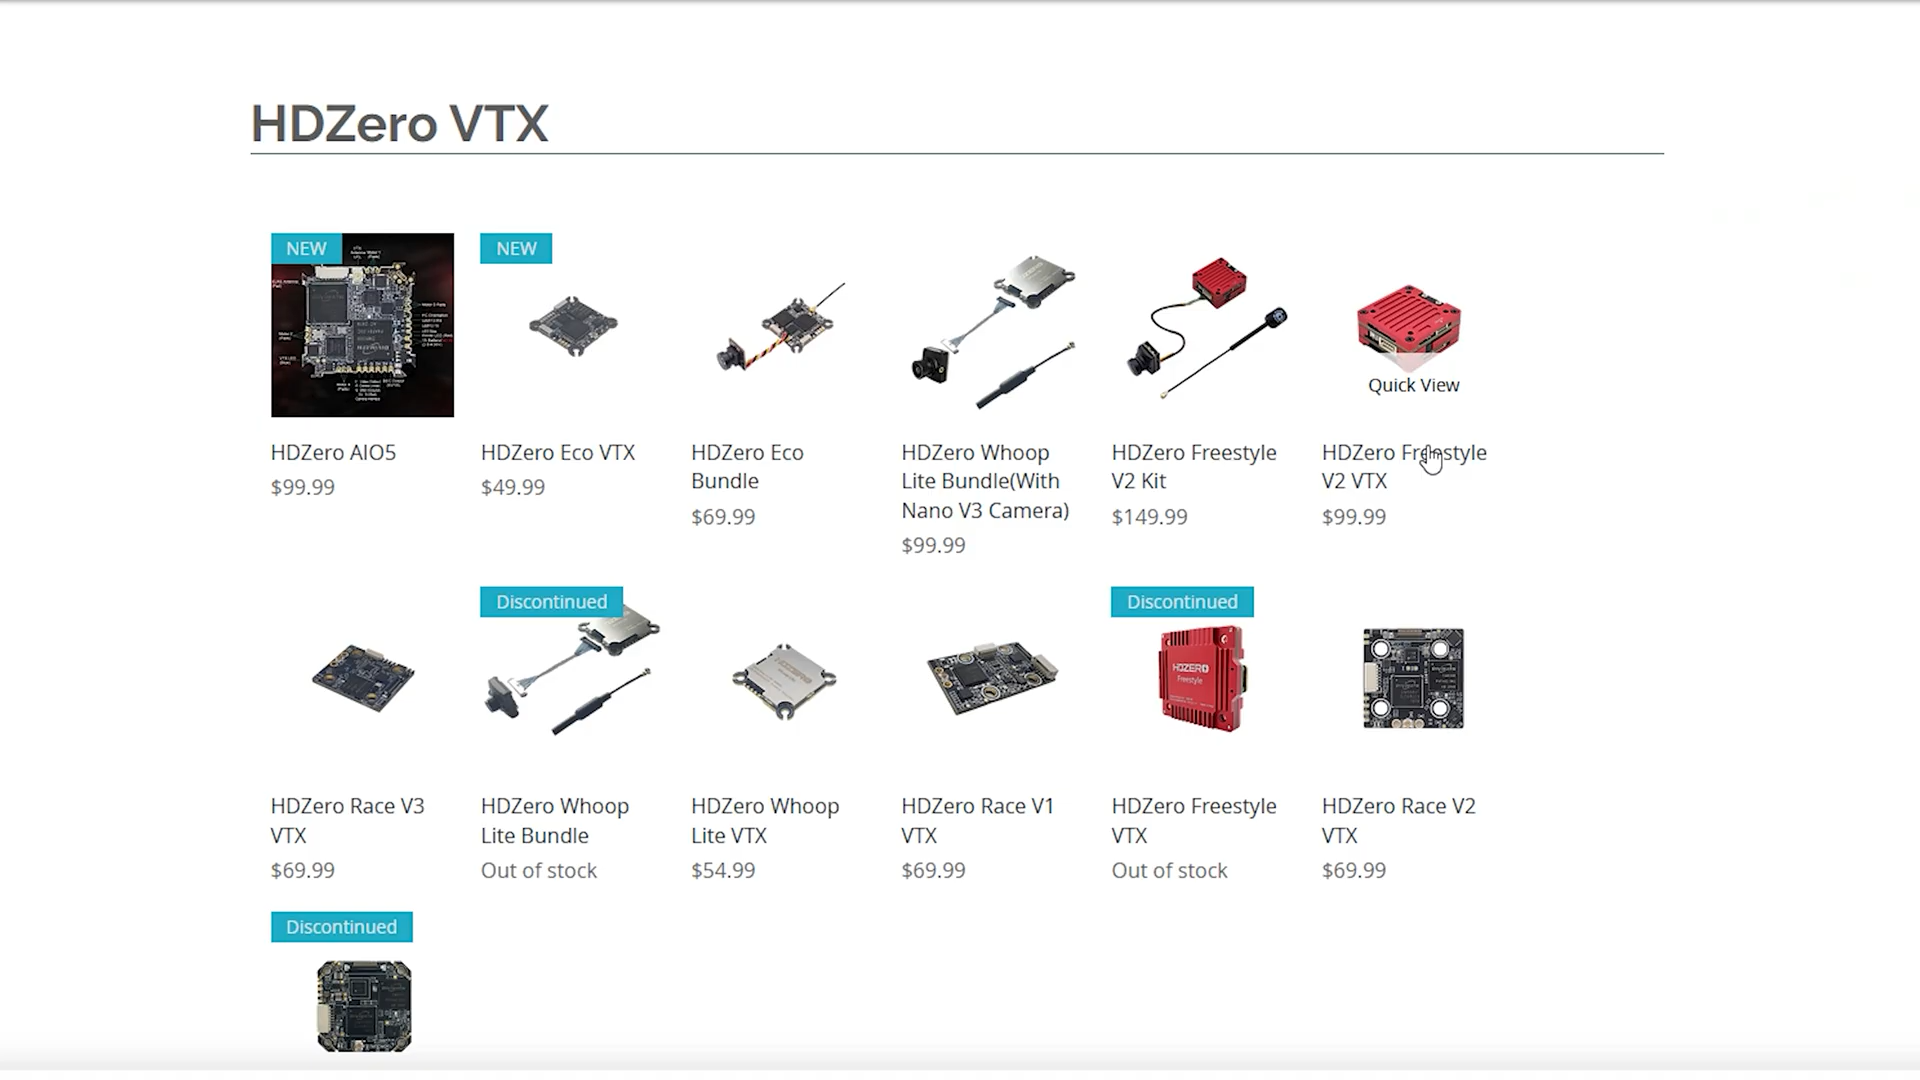 HDZero VTX
NEW
NEW
Quick View
HDZero AIO5
$99.99
HDZero Eco VTX
$49.99
HDZero Eco
Bundle
$69.99
HDZero Whoop
Lite Bundle(With
Nano V3 Camera)
$99.99
HDZero Freestyle
V2 Kit
$149.99
HDZero Freestyle
V2 VTX
$99.99
Discontinued
Discontinued
HDZERO
Freestyle
HDZero Race V3
VTX
$69.99
HDZero Whoop
Lite Bundle
Out of stock
HDZero Whoop
Lite VTX
$54.99
HDZero Race V1
VTX
$69.99
HDZero Freestyle
VTX
Out of stock
HDZero Race V2
VTX
$69.99
Discontinued